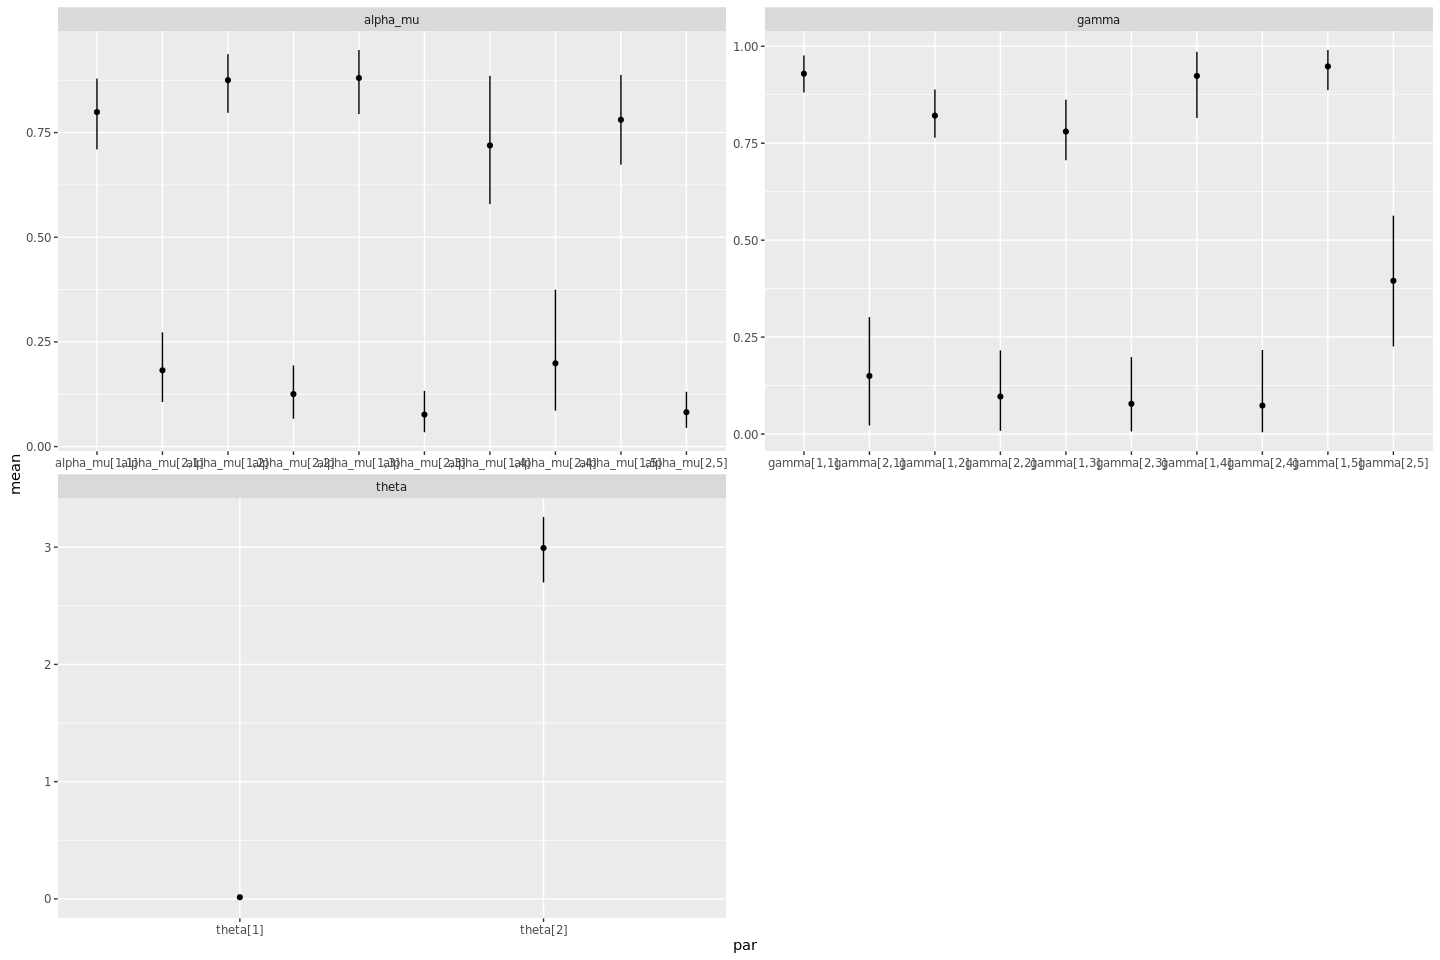 alpha_mu
0.75
0.50
0.25
0.00
alpha_mu[1,1] alpha_mu[2,1] alpha_mu[1,2] alpha_mu[2,2] alpha_mu[1,3] alpha_mu[2,3] alpha_mu[1,4] alpha_mu[2,4] alpha_mu[1,5] alpha_mu[2,5]
gamma
1.00
0.75
0.50
0.25
0.00
gamma[1,1] gamma[2,1] gamma[1,2] gamma[2,2] gamma[1,3] gamma[2,3] gamma[1,4] gamma[2,4] gamma[1,5] gamma[2,5]
mean
theta
3
2
1
0
theta[1] theta[2]
par